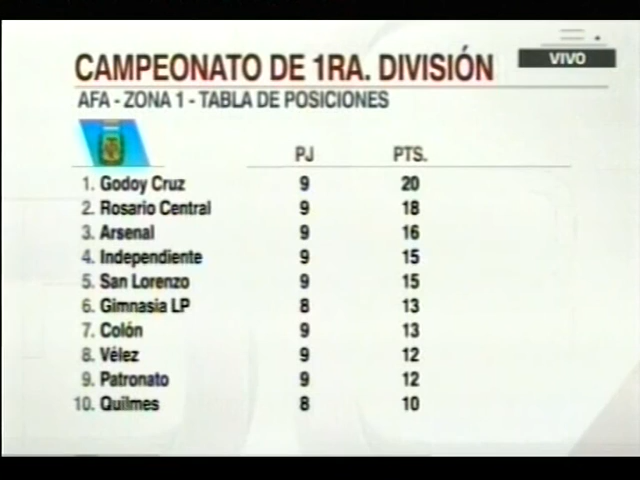 VIVO
CAMPEONATO DE 1RA. DIVISIÓN
AFA - ZONA 1 - TABLA DE POSICIONES
PJ PTS.
1. Godoy Cruz 9 20
2. Rosario Central 9 18
3. Arsenal 9 16
4. Independiente 9 15
5. San Lorenzo 9 15
6. Gimnasia LP 8 13
7. Colón 9 13
8. Vélez 9 12
9. Patronato 9 12
10. Quilmes 8 10